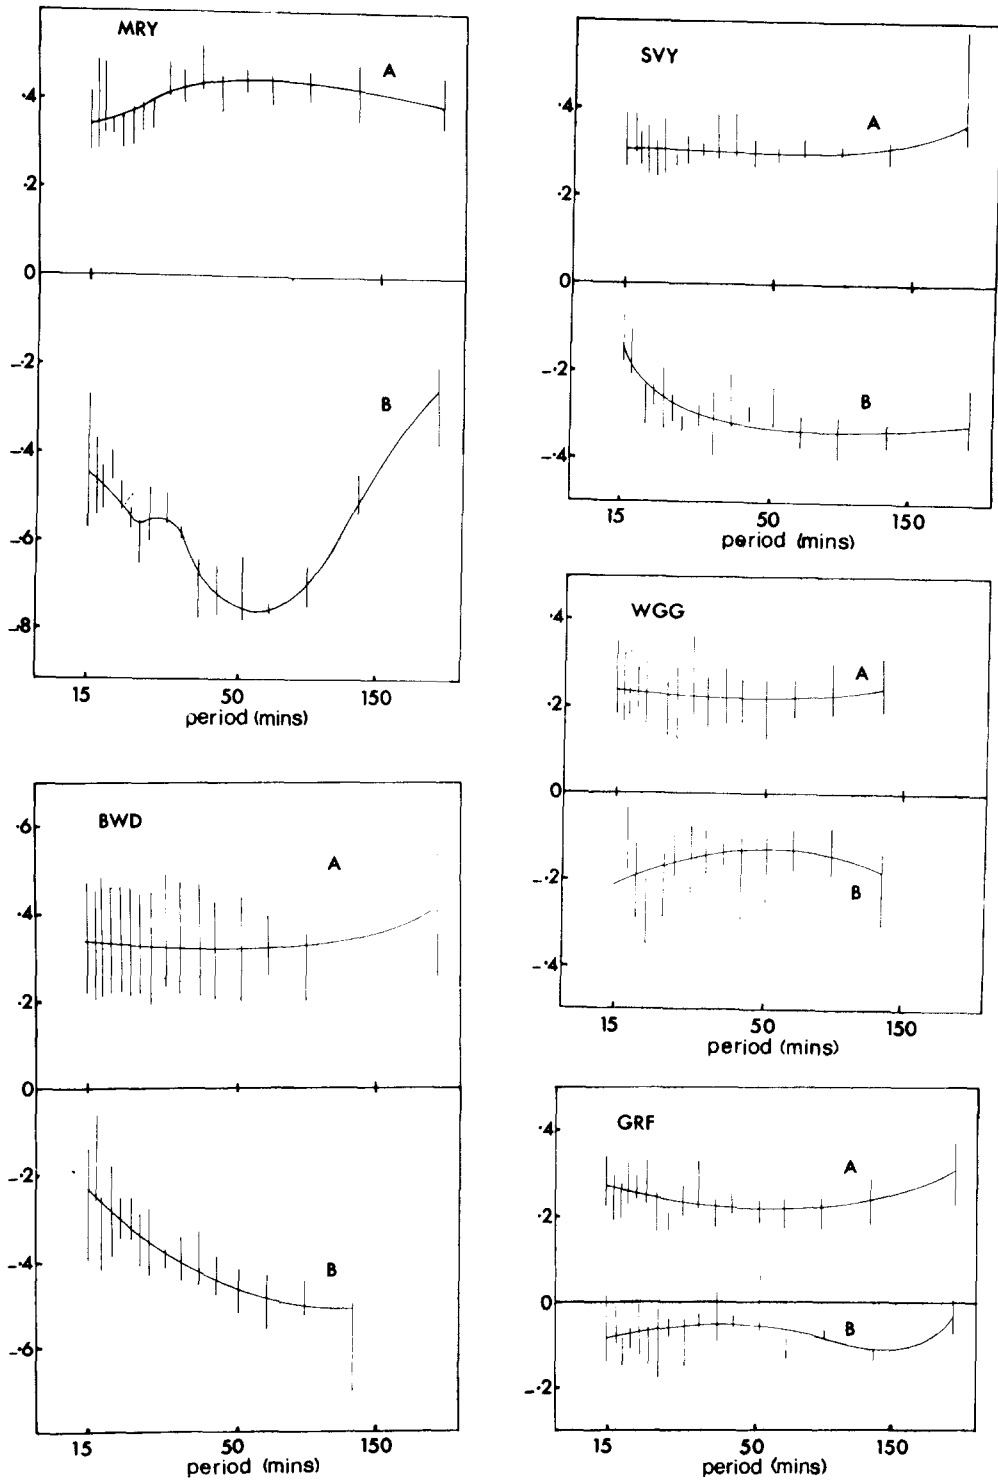 MRY
A
.4
.2
0
-.2
B
-.4
-.6
-.8
15 50 150
period (mins)
SVY
.4
A
.2
0
-.2
B
-.4
15 50 150
period (mins)
WGG
.4
A
.2
0
-.2
B
-.4
15 50 150
period (mins)
BWD
.6
A
.4
.2
0
-.2
-.4
B
-.6
15 50 150
period (mins)
GRF
.4
A
.2
0
B
-.2
15 50 150
period (mins)